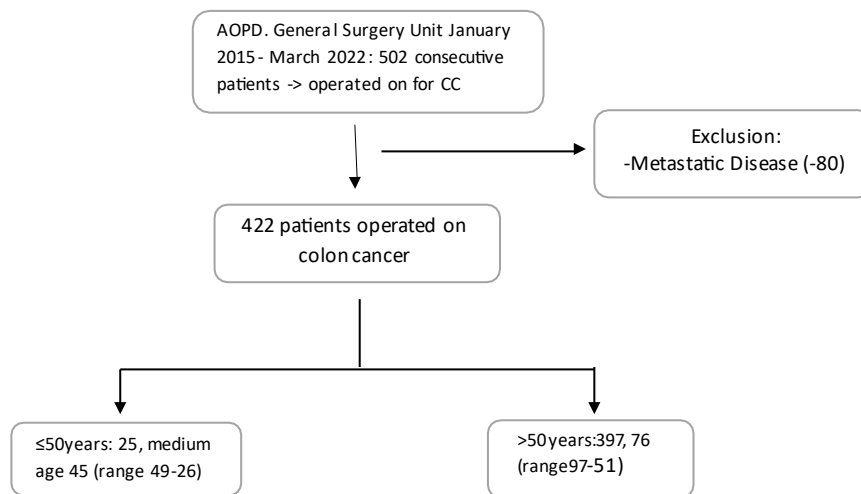 AOPD. General Surgery Unit January
2015- March 2022: 502 consecutive
patients -> operated on for CC
Exclusion:
-Metastatic Disease (-80)
422 patients operated on
colon cancer
≤50years: 25, medium
age 45 (range 49-26)
>50years:397, 76
(range97-51)